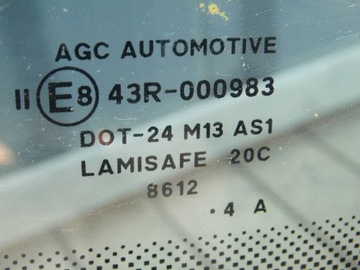 AGC AUTOMOTIVE
II E8 43R-000983
DOT-24 M13 AS1
LAMISAFE 20C
8612
· 4 A